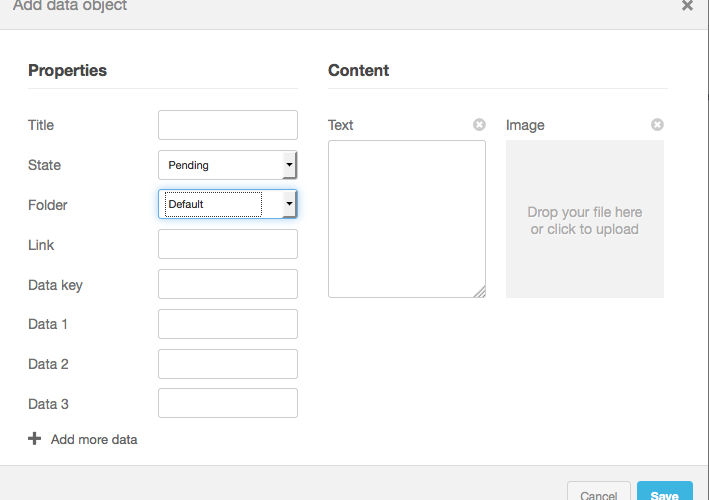 Add data object
Properties
Content
Title
Text
Image
State
Pending
Folder
Default
Drop your file here
or click to upload
Link
Data key
Data 1
Data 2
Data 3
Add more data
Cancel
Save